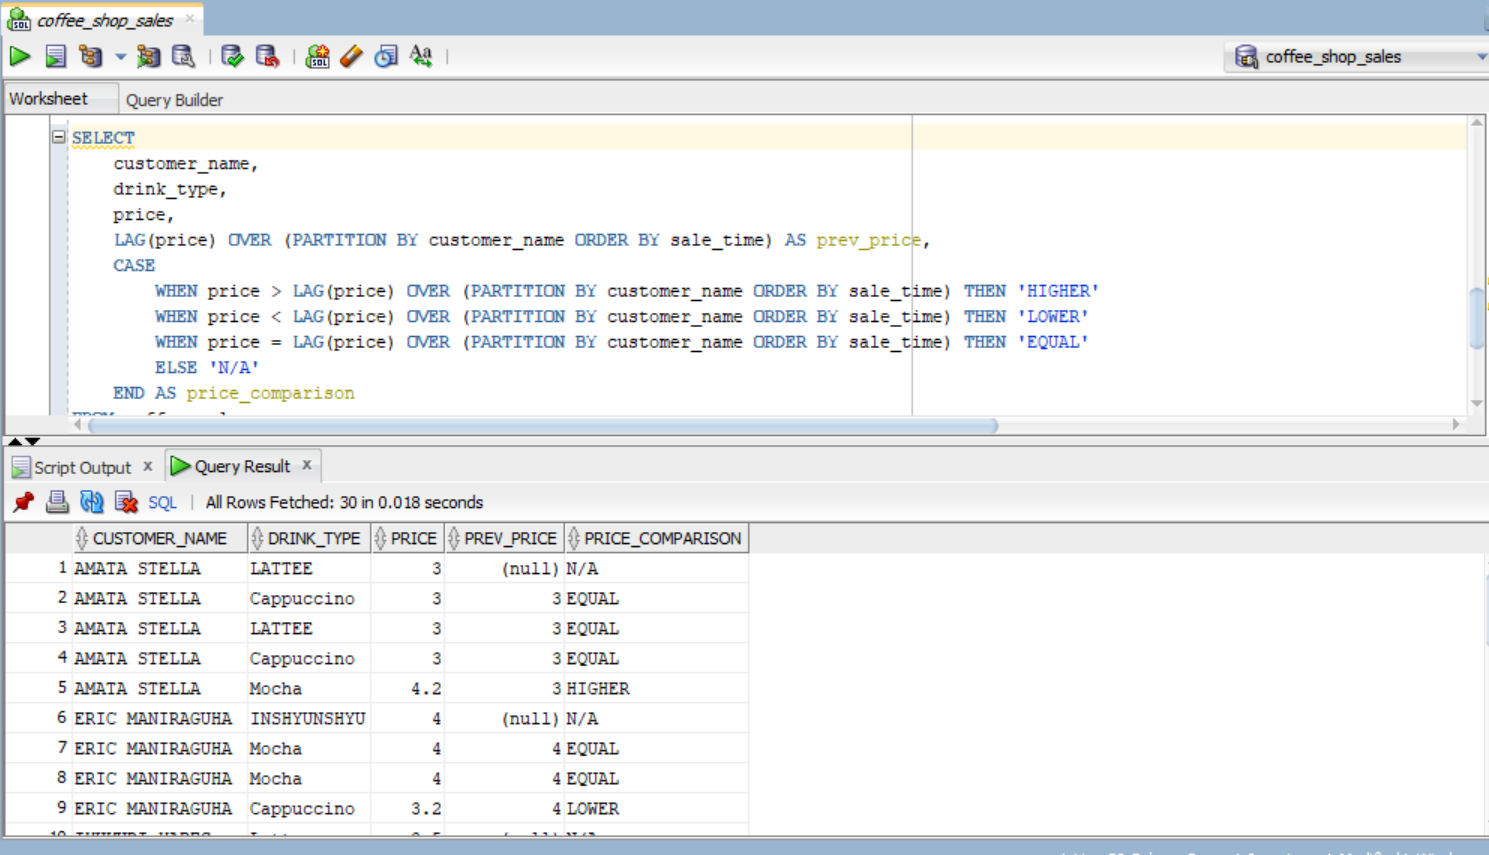 coffee_shop_sales
coffee_shop_sales
Worksheet Query Builder
SELECT
customer_name,
drink_type,
price,
LAG(price) OVER (PARTITION BY customer_name ORDER BY sale_time) AS prev_price,
CASE
WHEN price > LAG(price) OVER (PARTITION BY customer_name ORDER BY sale_time) THEN 'HIGHER'
WHEN price < LAG(price) OVER (PARTITION BY customer_name ORDER BY sale_time) THEN 'LOWER'
WHEN price = LAG(price) OVER (PARTITION BY customer_name ORDER BY sale_time) THEN 'EQUAL'
ELSE 'N/A'
END AS price_comparison
Script Output x Query Result x
SQL | All Rows Fetched: 30 in 0.018 seconds
CUSTOMER_NAME DRINK_TYPE PRICE PREV_PRICE PRICE_COMPARISON
1 AMATA STELLA LATTEE 3 (null) N/A
2 AMATA STELLA Cappuccino 3 3 EQUAL
3 AMATA STELLA LATTEE 3 3 EQUAL
4 AMATA STELLA Cappuccino 3 3 EQUAL
5 AMATA STELLA Mocha 4.2 3 HIGHER
6 ERIC MANIRAGUHA INSHYUNSHYU 4 (null) N/A
7 ERIC MANIRAGUHA Mocha 4 4 EQUAL
8 ERIC MANIRAGUHA Mocha 4 4 EQUAL
9 ERIC MANIRAGUHA Cappuccino 3.2 4 LOWER